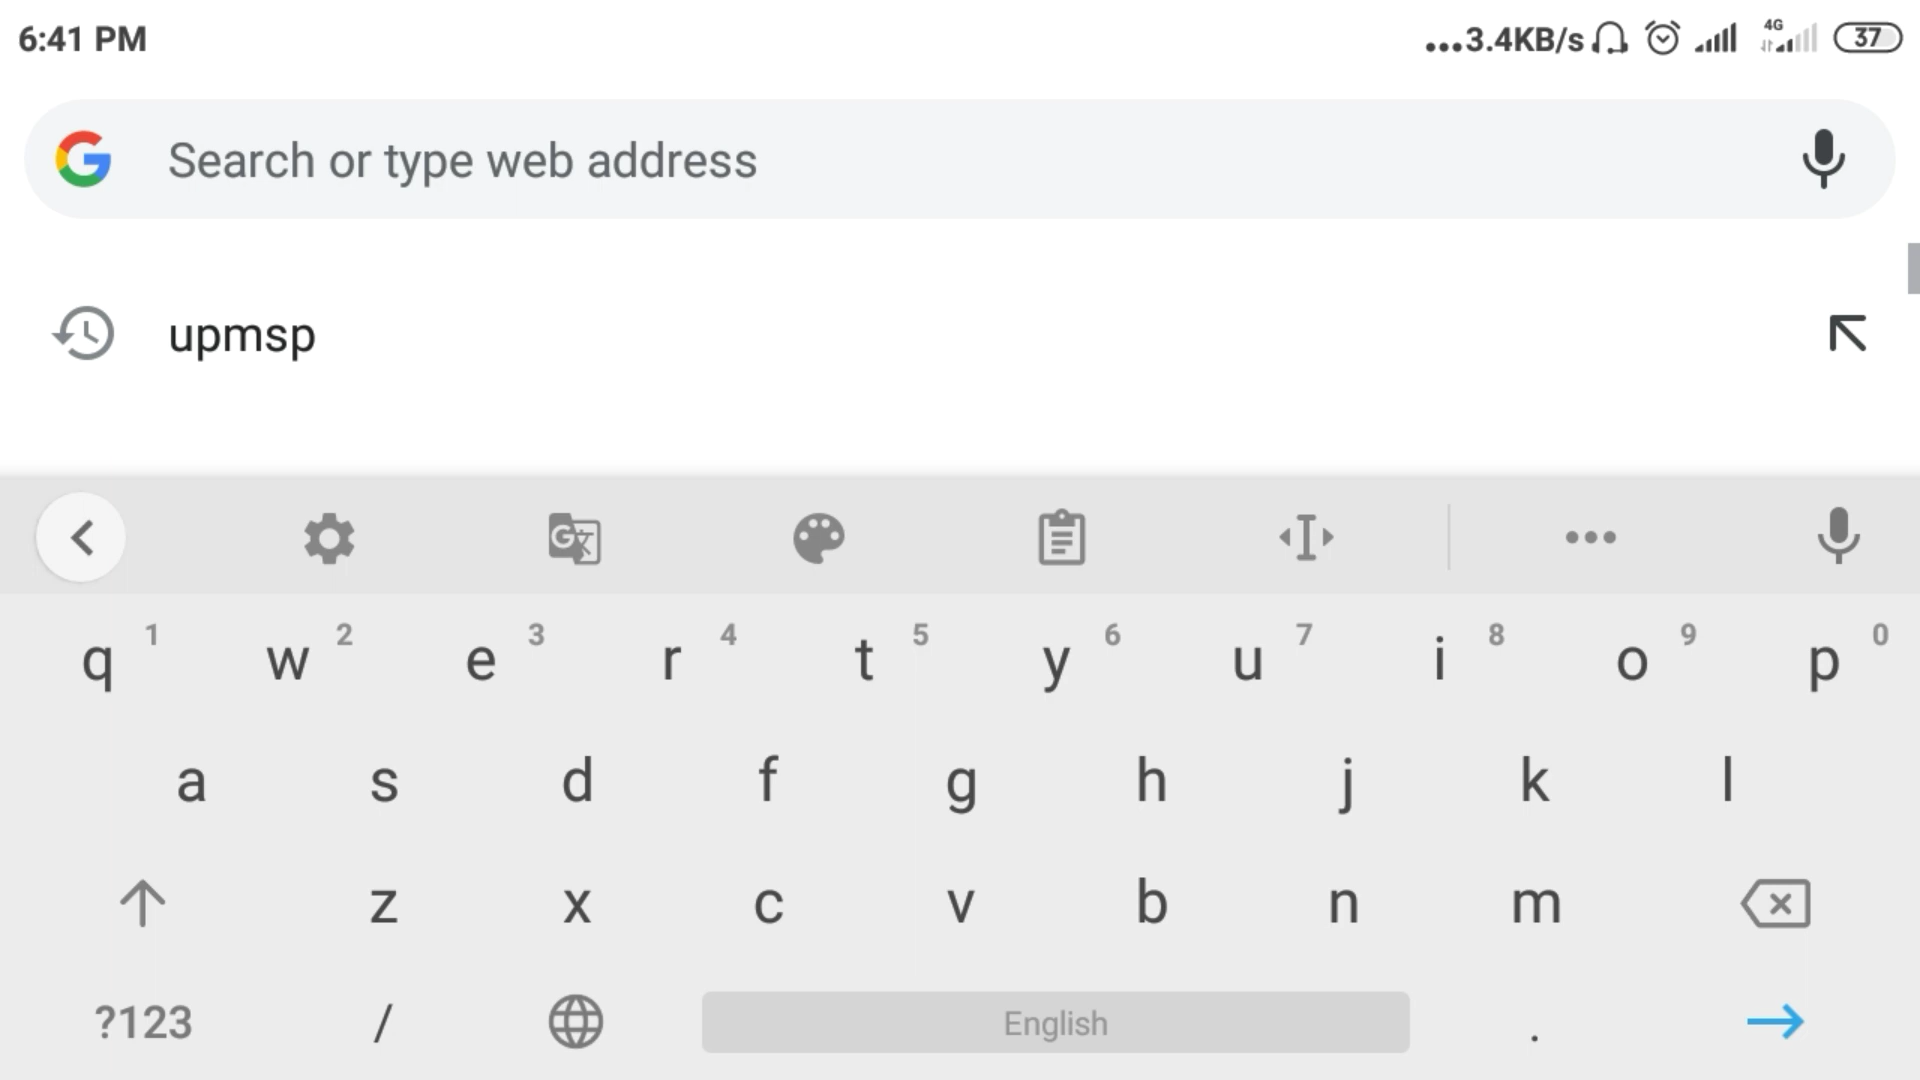 6:41 PM ...3.4KB/s 4G 37
Search or type web address
upmsp
q 1 w 2 e 3 r 4 t 5 y 6 u 7 i 8 o 9 p 0
a s d f g h j k l
z x c v b n m
?123 / English .